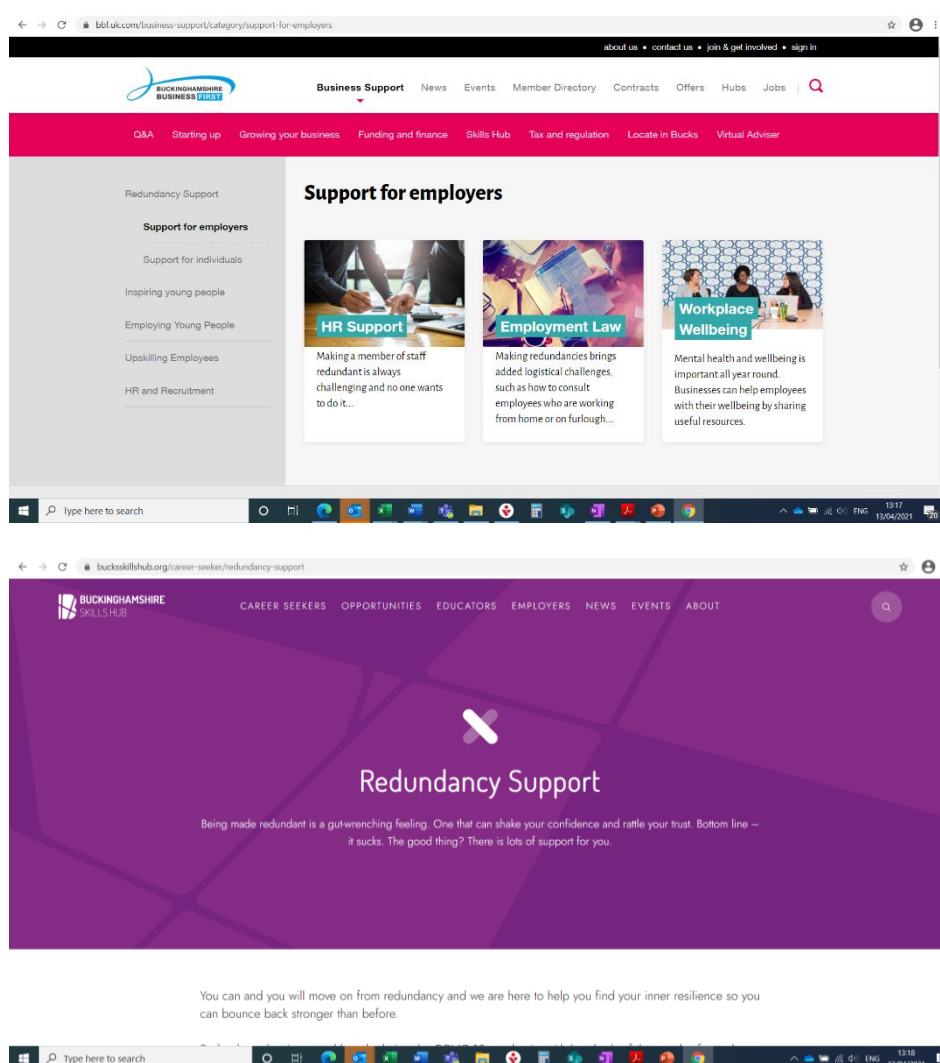 bbf.uk.com/business-support/category/support-for-employers
about us • contact us • join & get involved • sign in
BUCKINGHAMSHIRE
BUSINESS FIRST
Business Support News Events Member Directory Contracts Offers Hubs Jobs
Q&A Starting up Growing your business Funding and finance Skills Hub Tax and regulation Locate in Bucks Virtual Adviser
Redundancy Support
Support for employers
Support for individuals
Inspiring young people
Employing Young People
Upskilling Employees
HR and Recruitment
Support for employers
HR Support
Making a member of staff
redundant is always
challenging and no one wants
to do it...
Employment Law
Making redundancies brings
added logistical challenges,
such as how to consult
employees who are working
from home or on furlough...
Workplace
Wellbeing
Mental health and wellbeing is
important all year round.
Businesses can help employees
with their wellbeing by sharing
useful resources.
Type here to search
ENG
13:17
13/04/2021
20
bucksskillshub.org/career-seeker/redundancy-support
BUCKINGHAMSHIRE
SKILLS HUB
CAREER SEEKERS OPPORTUNITIES EDUCATORS EMPLOYERS NEWS EVENTS ABOUT
Redundancy Support
Being made redundant is a gut-wrenching feeling. One that can shake your confidence and rattle your trust. Bottom line –
it sucks. The good thing? There is lots of support for you.
You can and you will move on from redundancy and we are here to help you find your inner resilience so you
can bounce back stronger than before.
Type here to search
ENG
13:18